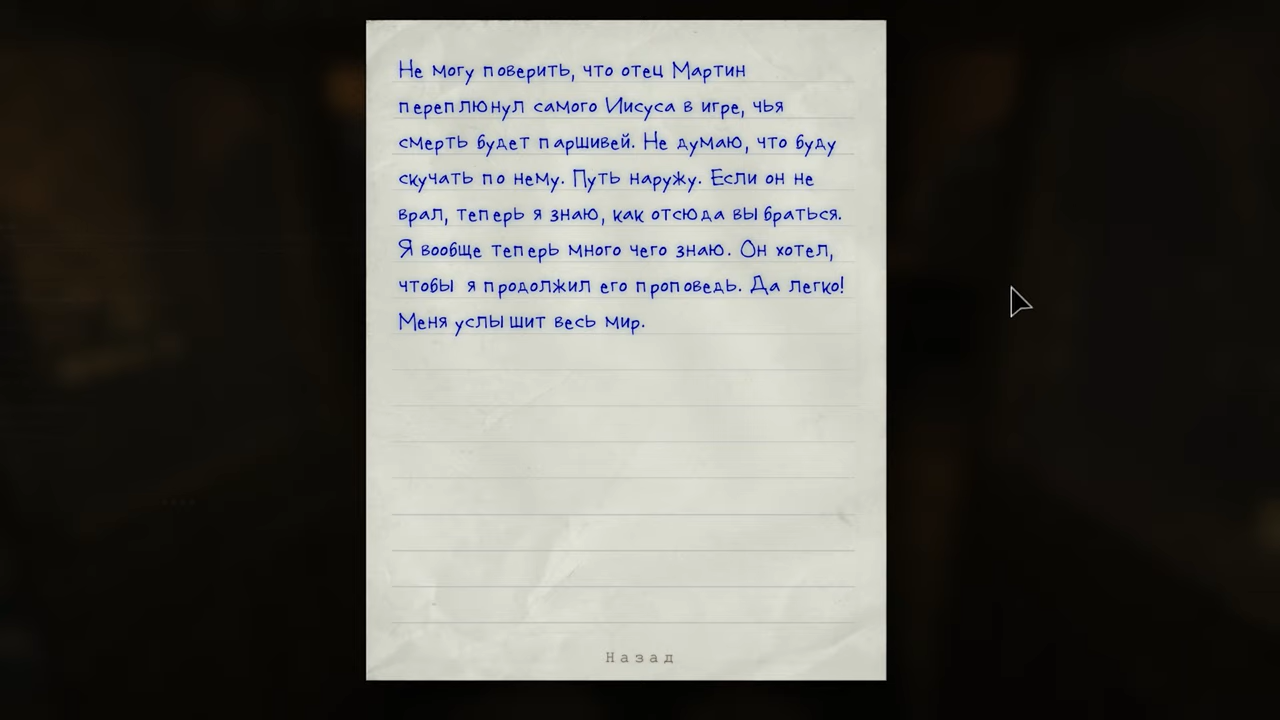 Не могу поверить, что отец Мартин
переплюнул самого Иисуса в игре, чья
смерть будет паршивей. Не думаю, что буду
скучать по нему. Путь наружу. Если он не
врал, теперь я знаю, как отсюда выбраться.
Я вообще теперь много чего знаю. Он хотел,
чтобы я продолжил его проповедь. Да легко!
Меня услышит весь мир.
Назад